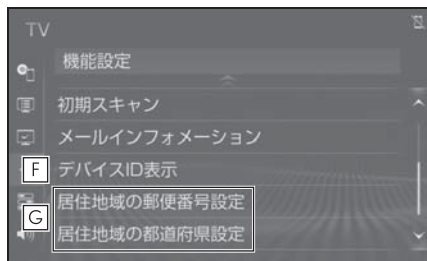 TV
機能設定
初期スキャン
メールインフォメーション
F
デバイスID表示
G
居住地域の郵便番号設定
居住地域の都道府県設定